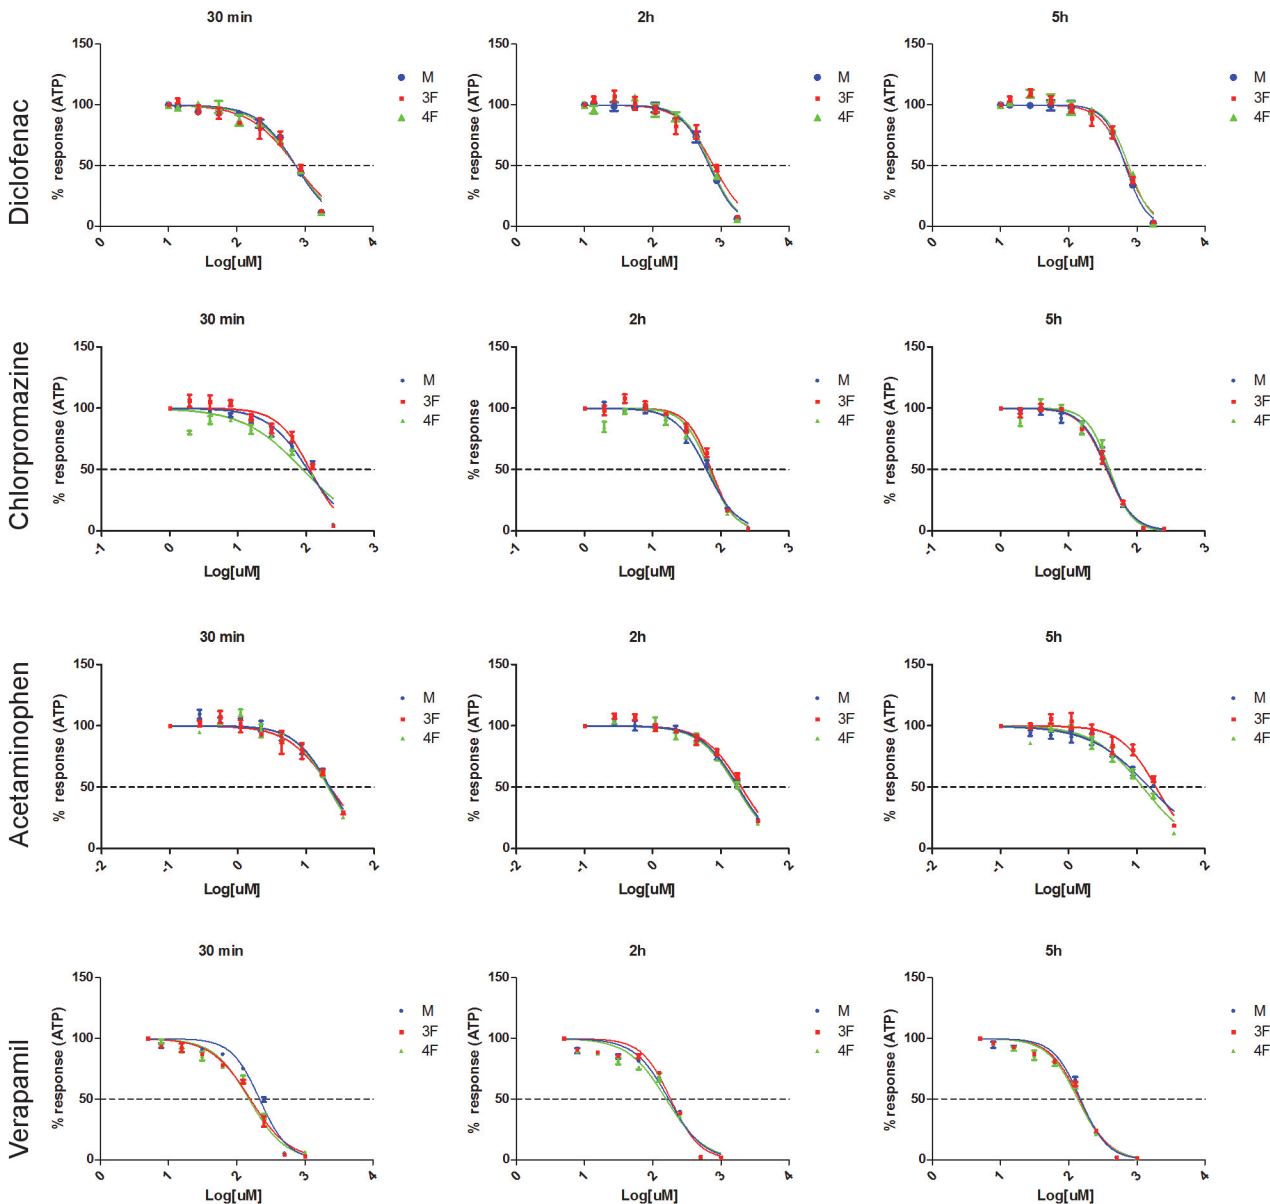 Diclofenac
30 min
% response (ATP)
150
100
50
0
0 1 2 3 4
Log[uM]
M
3F
4F
2h
% response (ATP)
150
100
50
0
0 1 2 3 4
Log[uM]
M
3F
4F
5h
% response (ATP)
150
100
50
0
0 1 2 3 4
Log[uM]
M
3F
4F
Chlorpromazine
30 min
% response (ATP)
150
100
50
0
-1 0 1 2 3
Log[uM]
M
3F
4F
2h
% response
150
100
50
0
-1 0 1 2 3
Log[uM]
M
3F
4F
5h
% response (ATP)
150
100
50
0
-1 0 1 2 3
Log[uM]
M
3F
4F
Acetaminophen
30 min
% response (ATP)
150
100
50
0
-2 -1 0 1 2
Log[uM]
M
3F
4F
2h
% response (ATP)
150
100
50
0
-2 -1 0 1 2
Log[uM]
M
3F
4F
5h
% response (ATP)
150
100
50
0
-2 -1 0 1 2
Log[uM]
M
3F
4F
Verapamil
30 min
% response (ATP)
150
100
50
0
0 1 2 3 4
Log[uM]
M
3F
4F
2h
% response (ATP)
150
100
50
0
0 1 2 3 4
Log[uM]
M
3F
4F
5h
% response (ATP)
150
100
50
0
0 1 2 3 4
Log[uM]
M
3F
4F